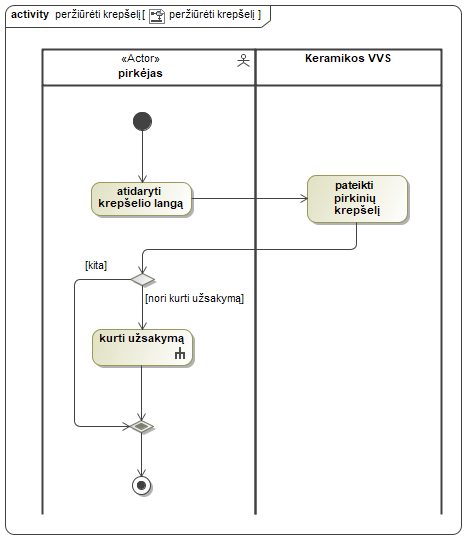 activity peržiūrėti krepšelį[ peržiūrėti krepšelį ]
«Actor»
pirkėjas
Keramikos VVS
atidaryti
krepšelio langą
pateikti
pirkinių
krepšelį
[kita]
[nori kurti užsakymą]
kurti užsakymą